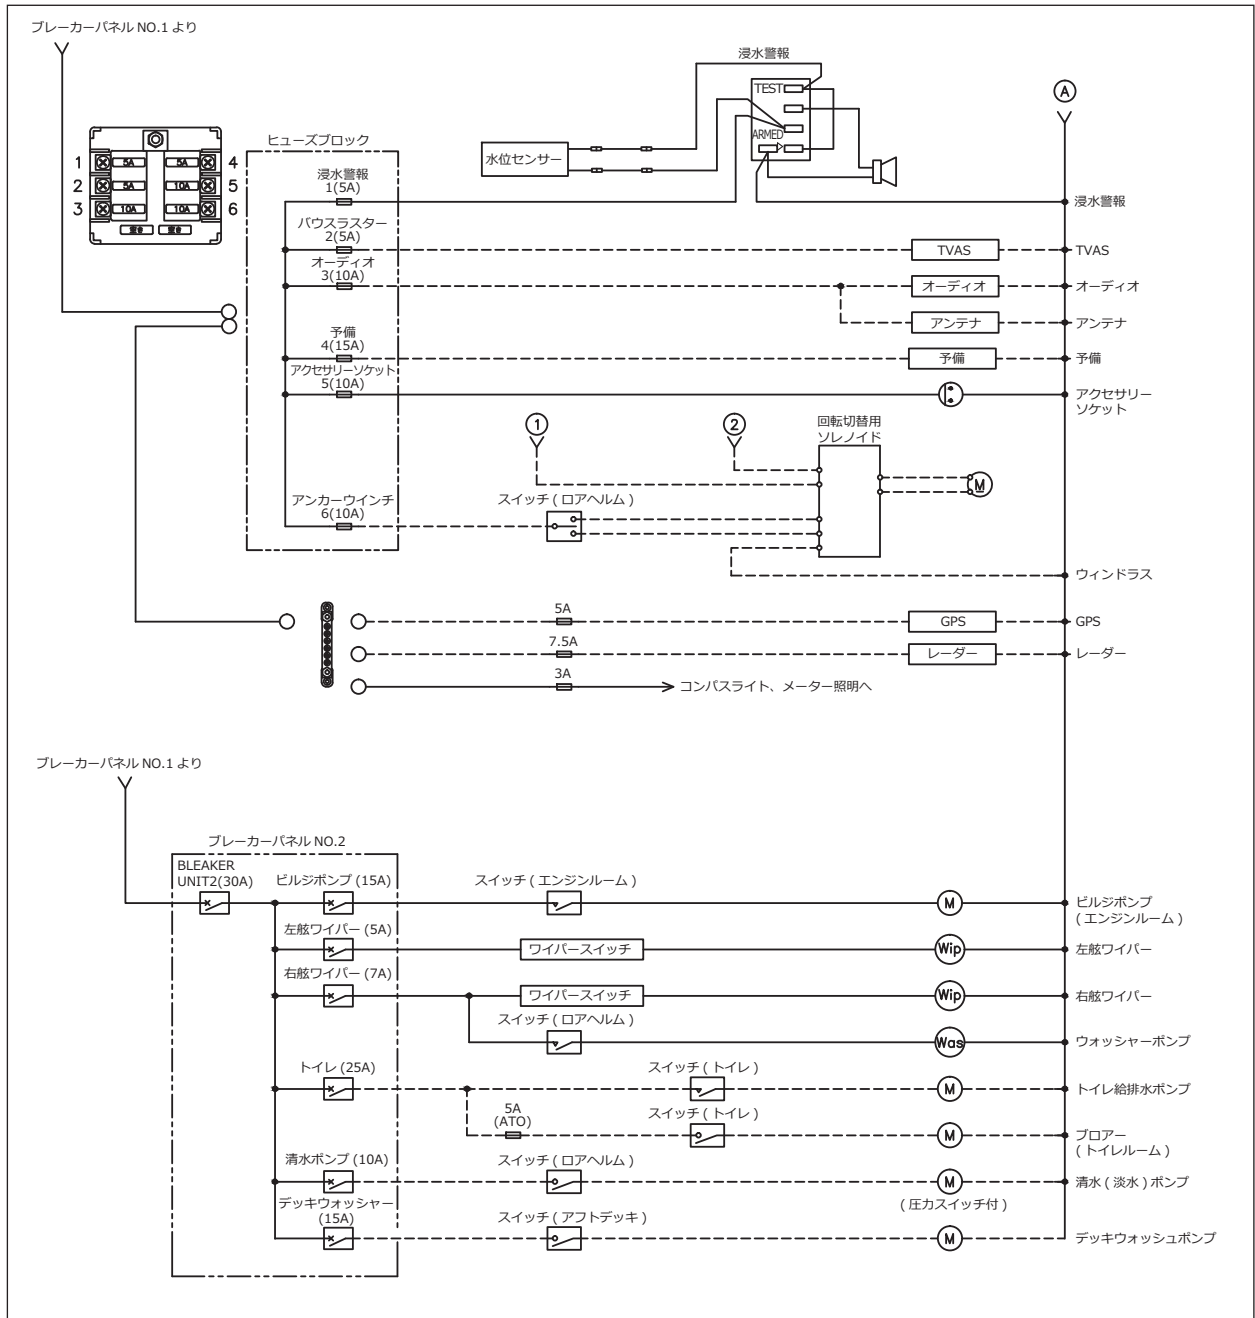 ブレーカーパネル NO.1 より
浸水警報
A
TEST
ARMED
水位センサー
1
5A
5A
4
2
5A
10A
5
3
10A
10A
6
空き
空き
ヒューズブロック
浸水警報
1(5A)
浸水警報
バウスラスター
2(5A)
TVAS
TVAS
オーディオ
3(10A)
オーディオ
オーディオ
アンテナ
アンテナ
予備
4(15A)
予備
予備
アクセサリーソケット
5(10A)
アクセサリー
ソケット
1
2
回転切替用
ソレノイド
M
アンカーウインチ
6(10A)
スイッチ ( ロアヘルム )
ウィンドラス
5A
GPS
GPS
7.5A
レーダー
レーダー
3A
コンパスライト、メーター照明へ
ブレーカーパネル NO.1 より
ブレーカーパネル NO.2
BLEAKER
UNIT2(30A)
ビルジポンプ (15A)
スイッチ ( エンジンルーム )
M
ビルジポンプ
( エンジンルーム )
左舷ワイパー (5A)
ワイパースイッチ
Wip
左舷ワイパー
右舷ワイパー (7A)
ワイパースイッチ
Wip
右舷ワイパー
スイッチ ( ロアヘルム )
Was
ウォッシャーポンプ
トイレ (25A)
スイッチ ( トイレ )
M
トイレ給排水ポンプ
5A
(ATO)
スイッチ ( トイレ )
M
ブロアー
( トイレルーム )
清水ポンプ (10A)
スイッチ ( ロアヘルム )
M
( 圧力スイッチ付 )
清水 ( 淡水 ) ポンプ
デッキウォッシャー
(15A)
スイッチ ( アフトデッキ )
M
デッキウォッシュポンプ